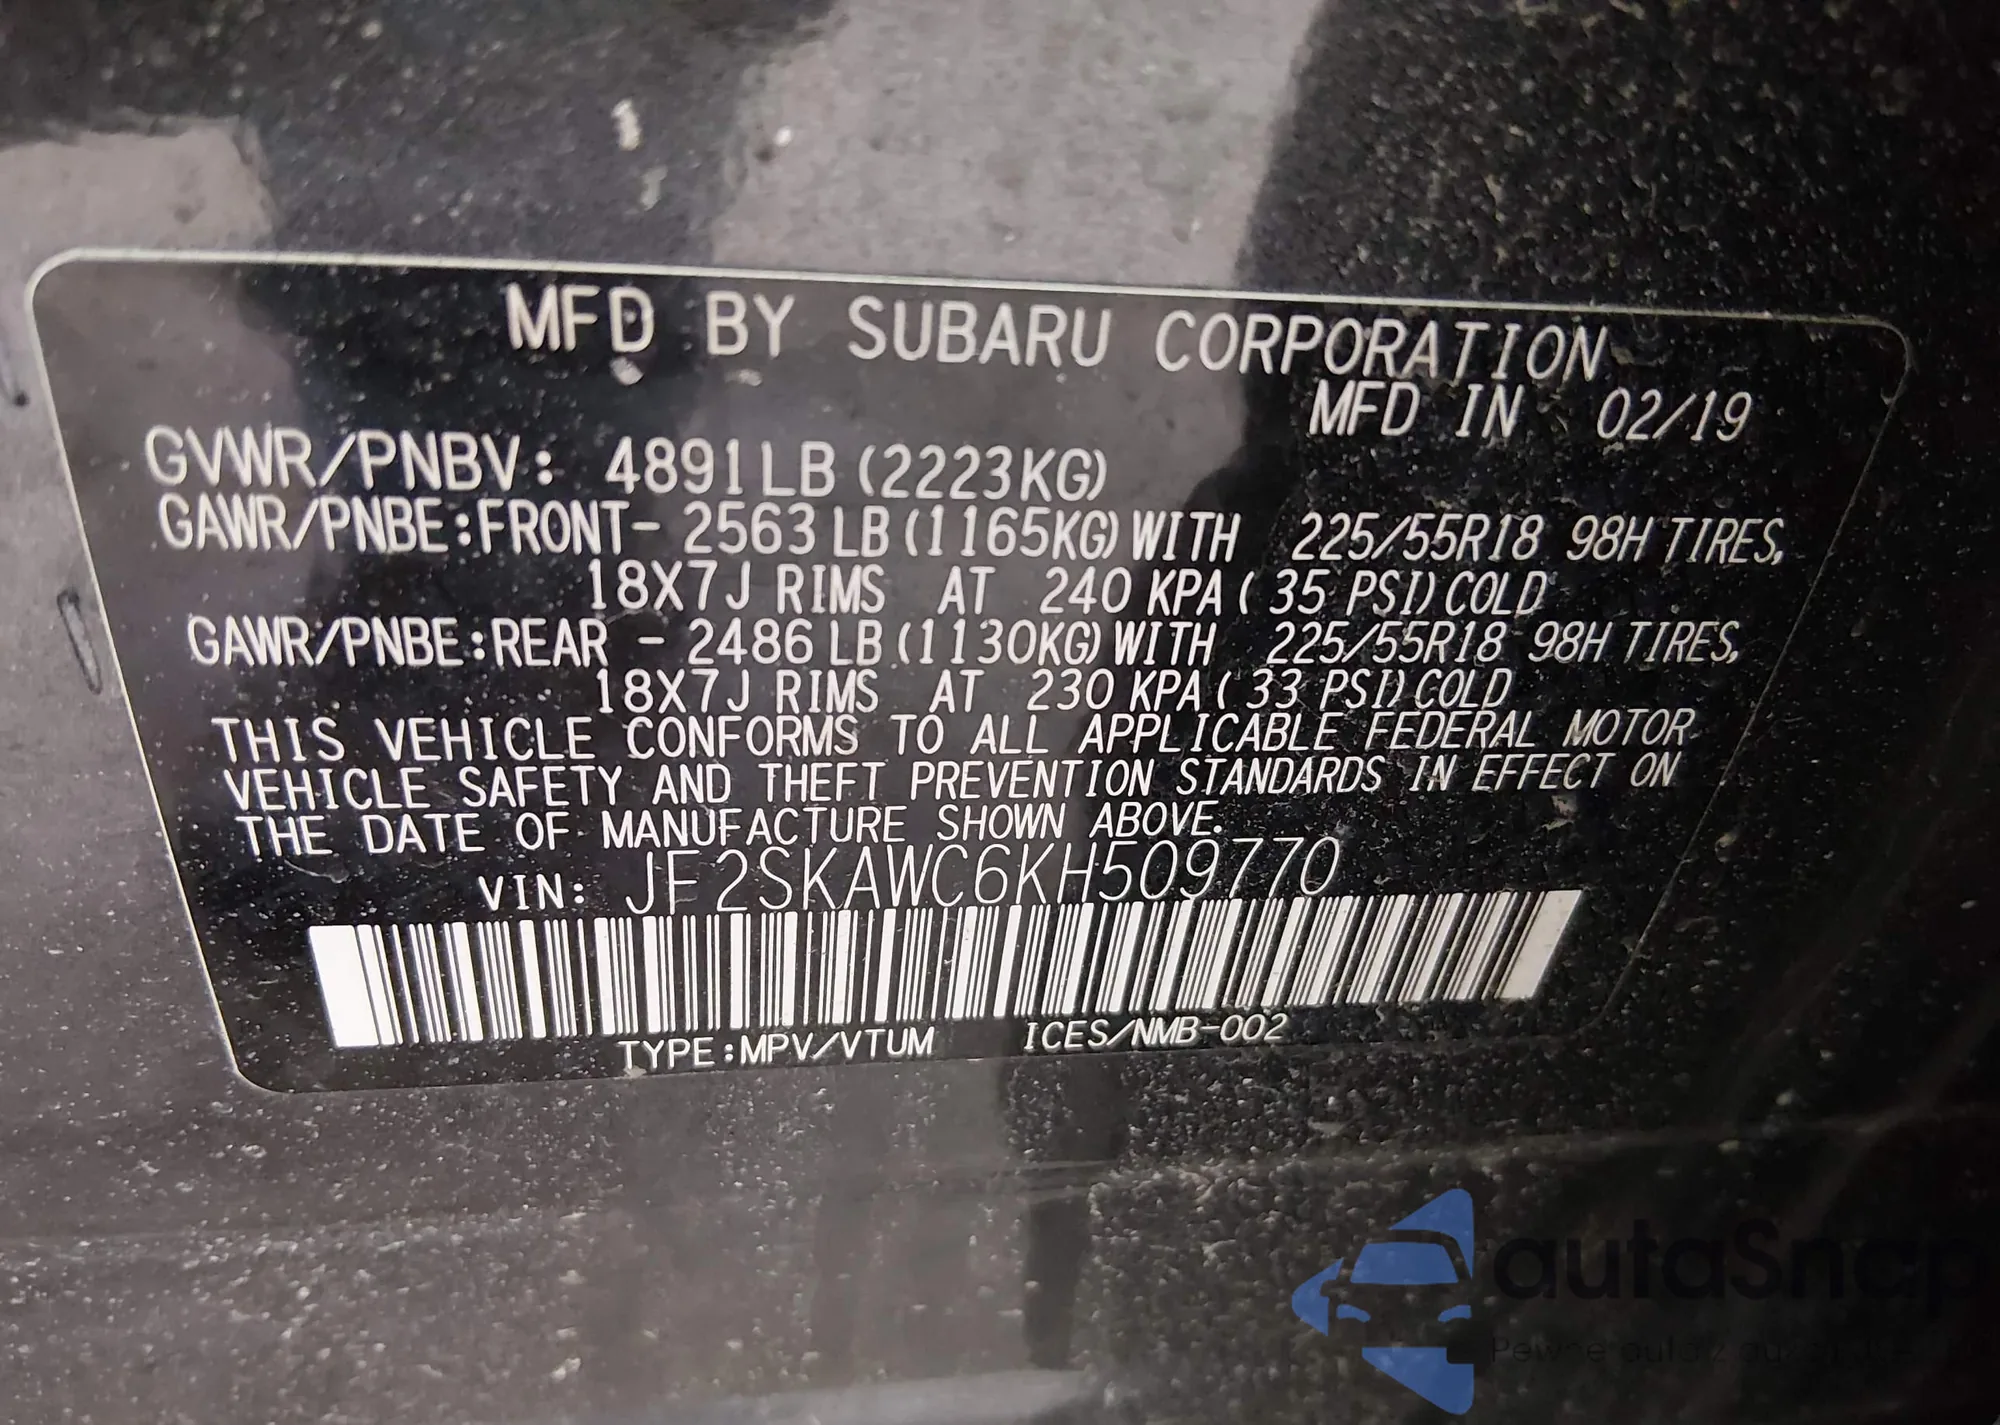 MFD BY SUBARU CORPORATION
MFD IN 02/19
GVWR/PNBV: 4891LB (2223KG)
GAWR/PNBE:FRONT- 2563 LB (1165KG) WITH 225/55R18 98H TIRES,
18X7J RIMS AT 240 KPA ( 35 PSI) COLD
GAWR/PNBE:REAR - 2486 LB (1130KG) WITH 225/55R18 98H TIRES,
18X7J RIMS AT 230 KPA ( 33 PSI) COLD
THIS VEHICLE CONFORMS TO ALL APPLICABLE FEDERAL MOTOR
VEHICLE SAFETY AND THEFT PREVENTION STANDARDS IN EFFECT ON
THE DATE OF MANUFACTURE SHOWN ABOVE.
VIN: JF2SKAWC6KH509770
TYPE:MPV/VTUM ICES/NMB-002
autaSnap
Pewne auta z